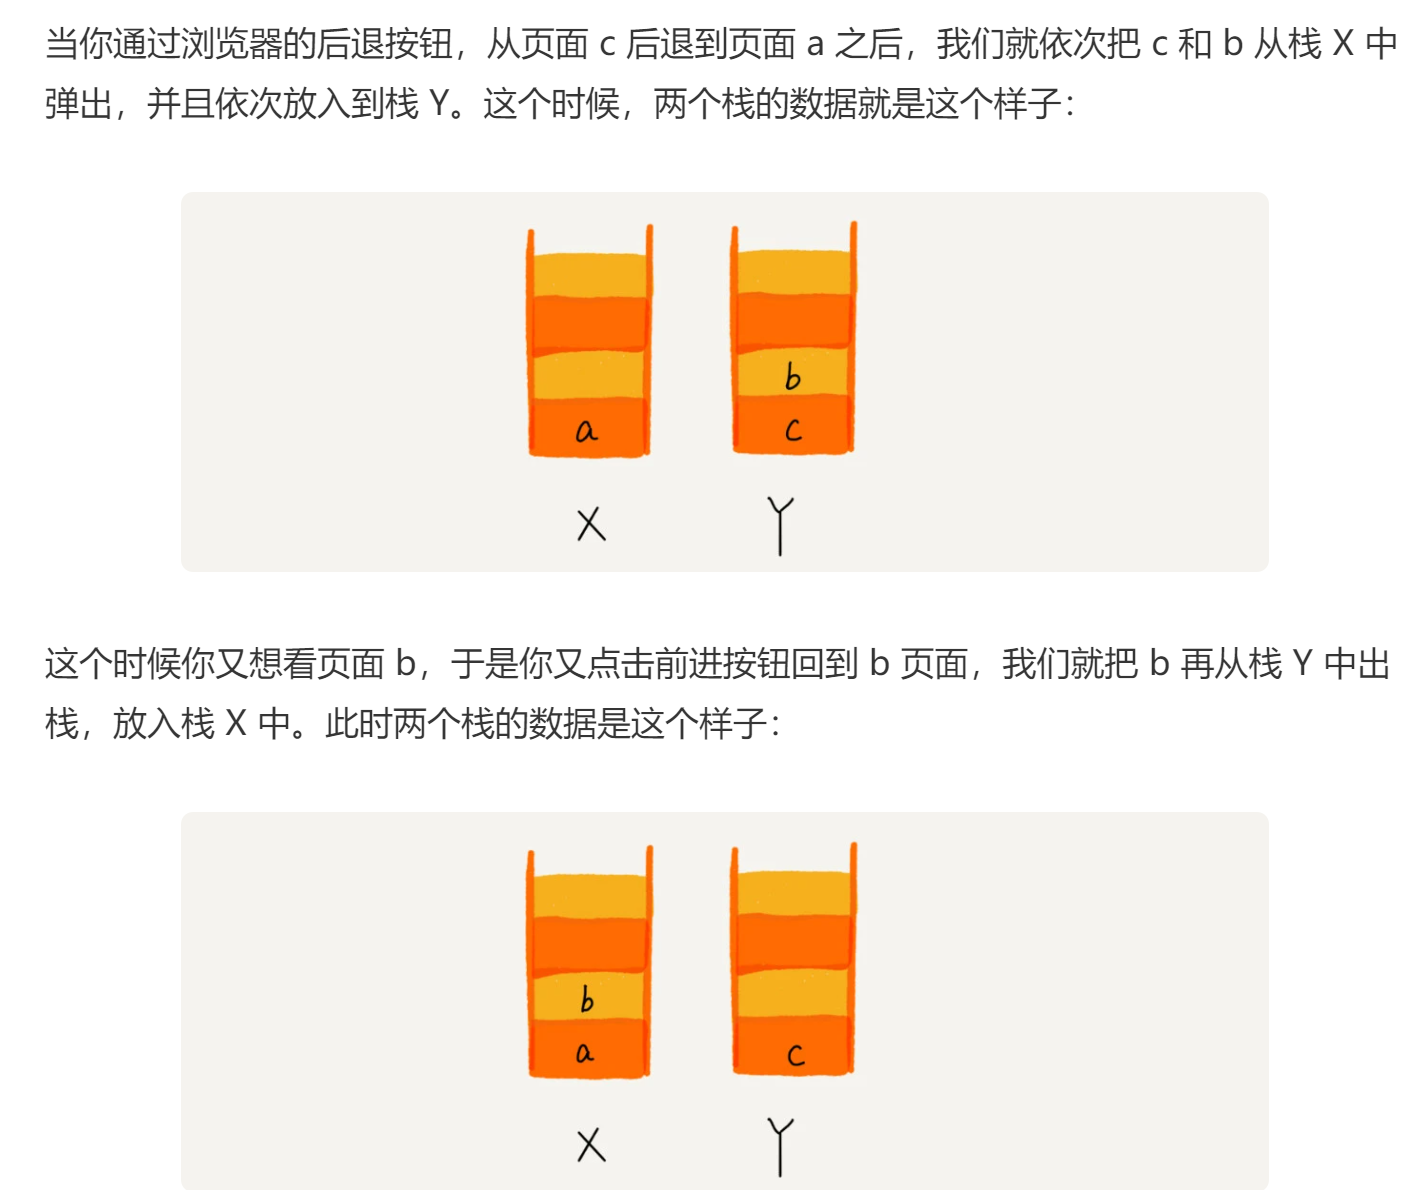 当你通过浏览器的后退按钮，从页面 c 后退到页面 a 之后，我们就依次把 c 和 b 从栈 X 中
弹出，并且依次放入到栈 Y。这个时候，两个栈的数据就是这个样子：
b
a c
X Y
这个时候你又想看页面 b，于是你又点击前进按钮回到 b 页面，我们就把 b 再从栈 Y 中出
栈，放入栈 X 中。此时两个栈的数据是这个样子：
b
a c
X Y